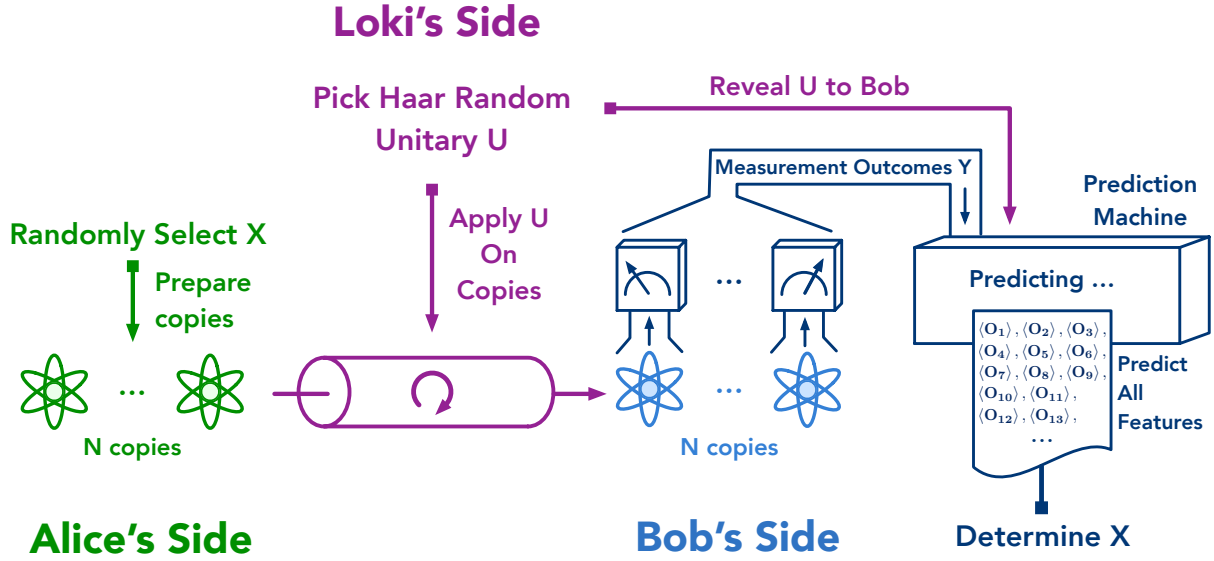 Loki's Side
Pick Haar Random
Unitary U
Reveal U to Bob
Measurement Outcomes Y
Prediction
Machine
Randomly Select X
Prepare
copies
Apply U
On
Copies
...
...
Predicting ...
⟨O₁⟩, ⟨O₂⟩, ⟨O₃⟩,
⟨O₄⟩, ⟨O₅⟩, ⟨O₆⟩,
⟨O₇⟩, ⟨O₈⟩, ⟨O₉⟩,
⟨O₁₀⟩, ⟨O₁₁⟩,
⟨O₁₂⟩, ⟨O₁₃⟩,
...
Predict
All
Features
...
N copies
N copies
Alice's Side
Bob's Side
Determine X